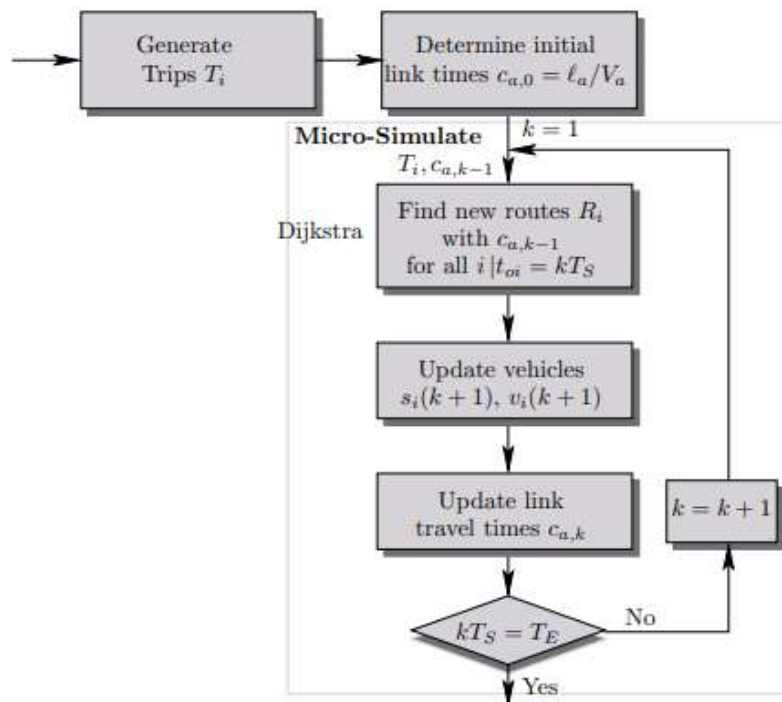 Generate
Trips T_i
Determine initial
link times c_{a,0} = ℓ_a/V_a
Micro-Simulate
k = 1
T_i, c_{a,k−1}
Dijkstra
Find new routes R_i
with c_{a,k−1}
for all i | t_{oi} = kT_S
Update vehicles
s_i(k + 1), v_i(k + 1)
Update link
travel times c_{a,k}
k = k + 1
kT_S = T_E
No
Yes